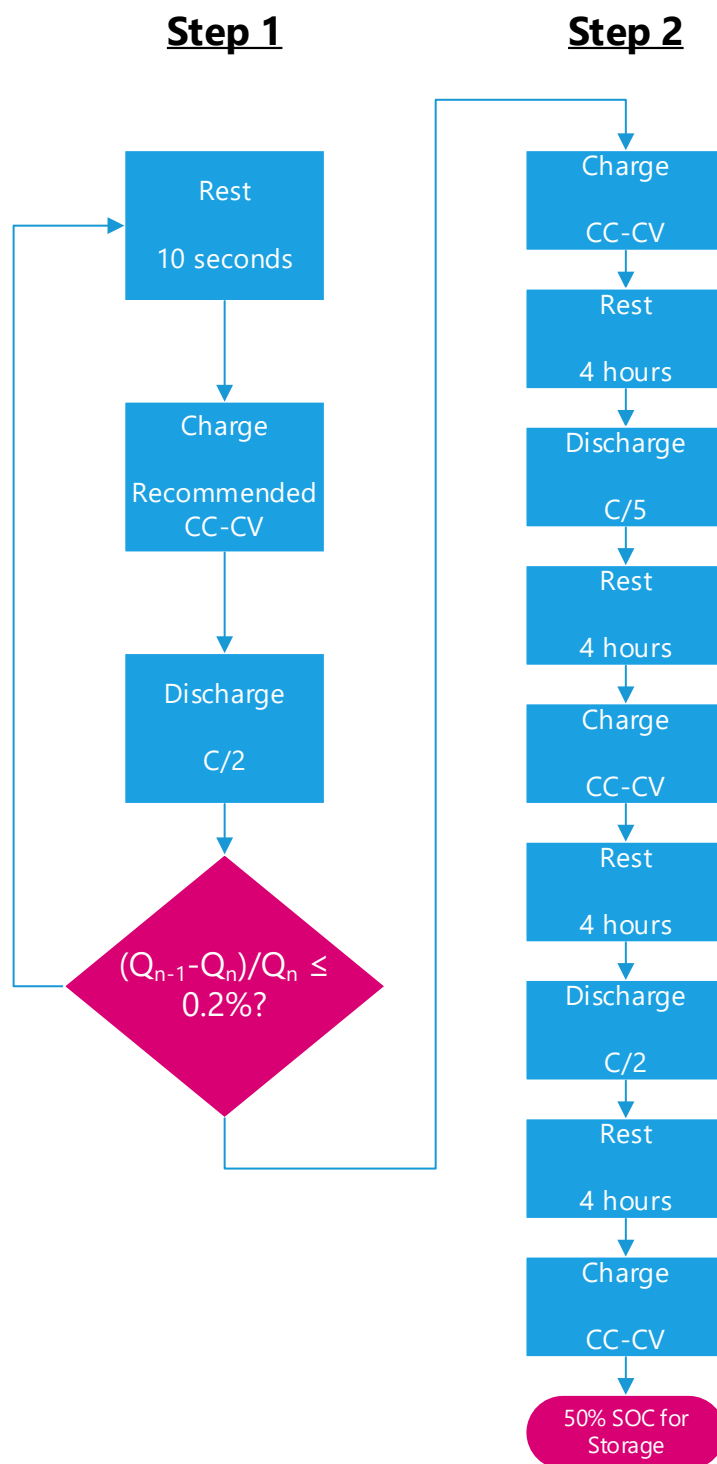 Step 1
Rest
10 seconds
Charge
Recommended
CC-CV
Discharge
C/2
(Qn-1-Qn)/Qn ≤
0.2%?
Step 2
Charge
CC-CV
Rest
4 hours
Discharge
C/5
Rest
4 hours
Charge
CC-CV
Rest
4 hours
Discharge
C/2
Rest
4 hours
Charge
CC-CV
50% SOC for
Storage